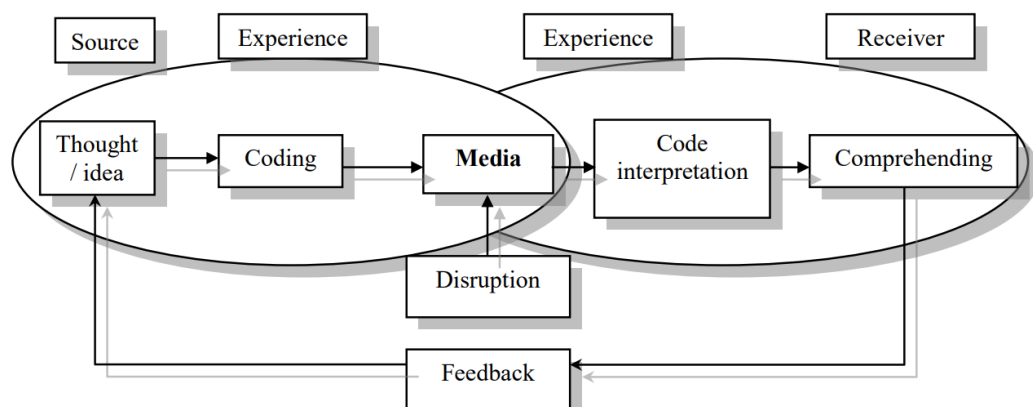 Source
Experience
Experience
Receiver
Thought
/ idea
Coding
Media
Code
interpretation
Comprehending
Disruption
Feedback